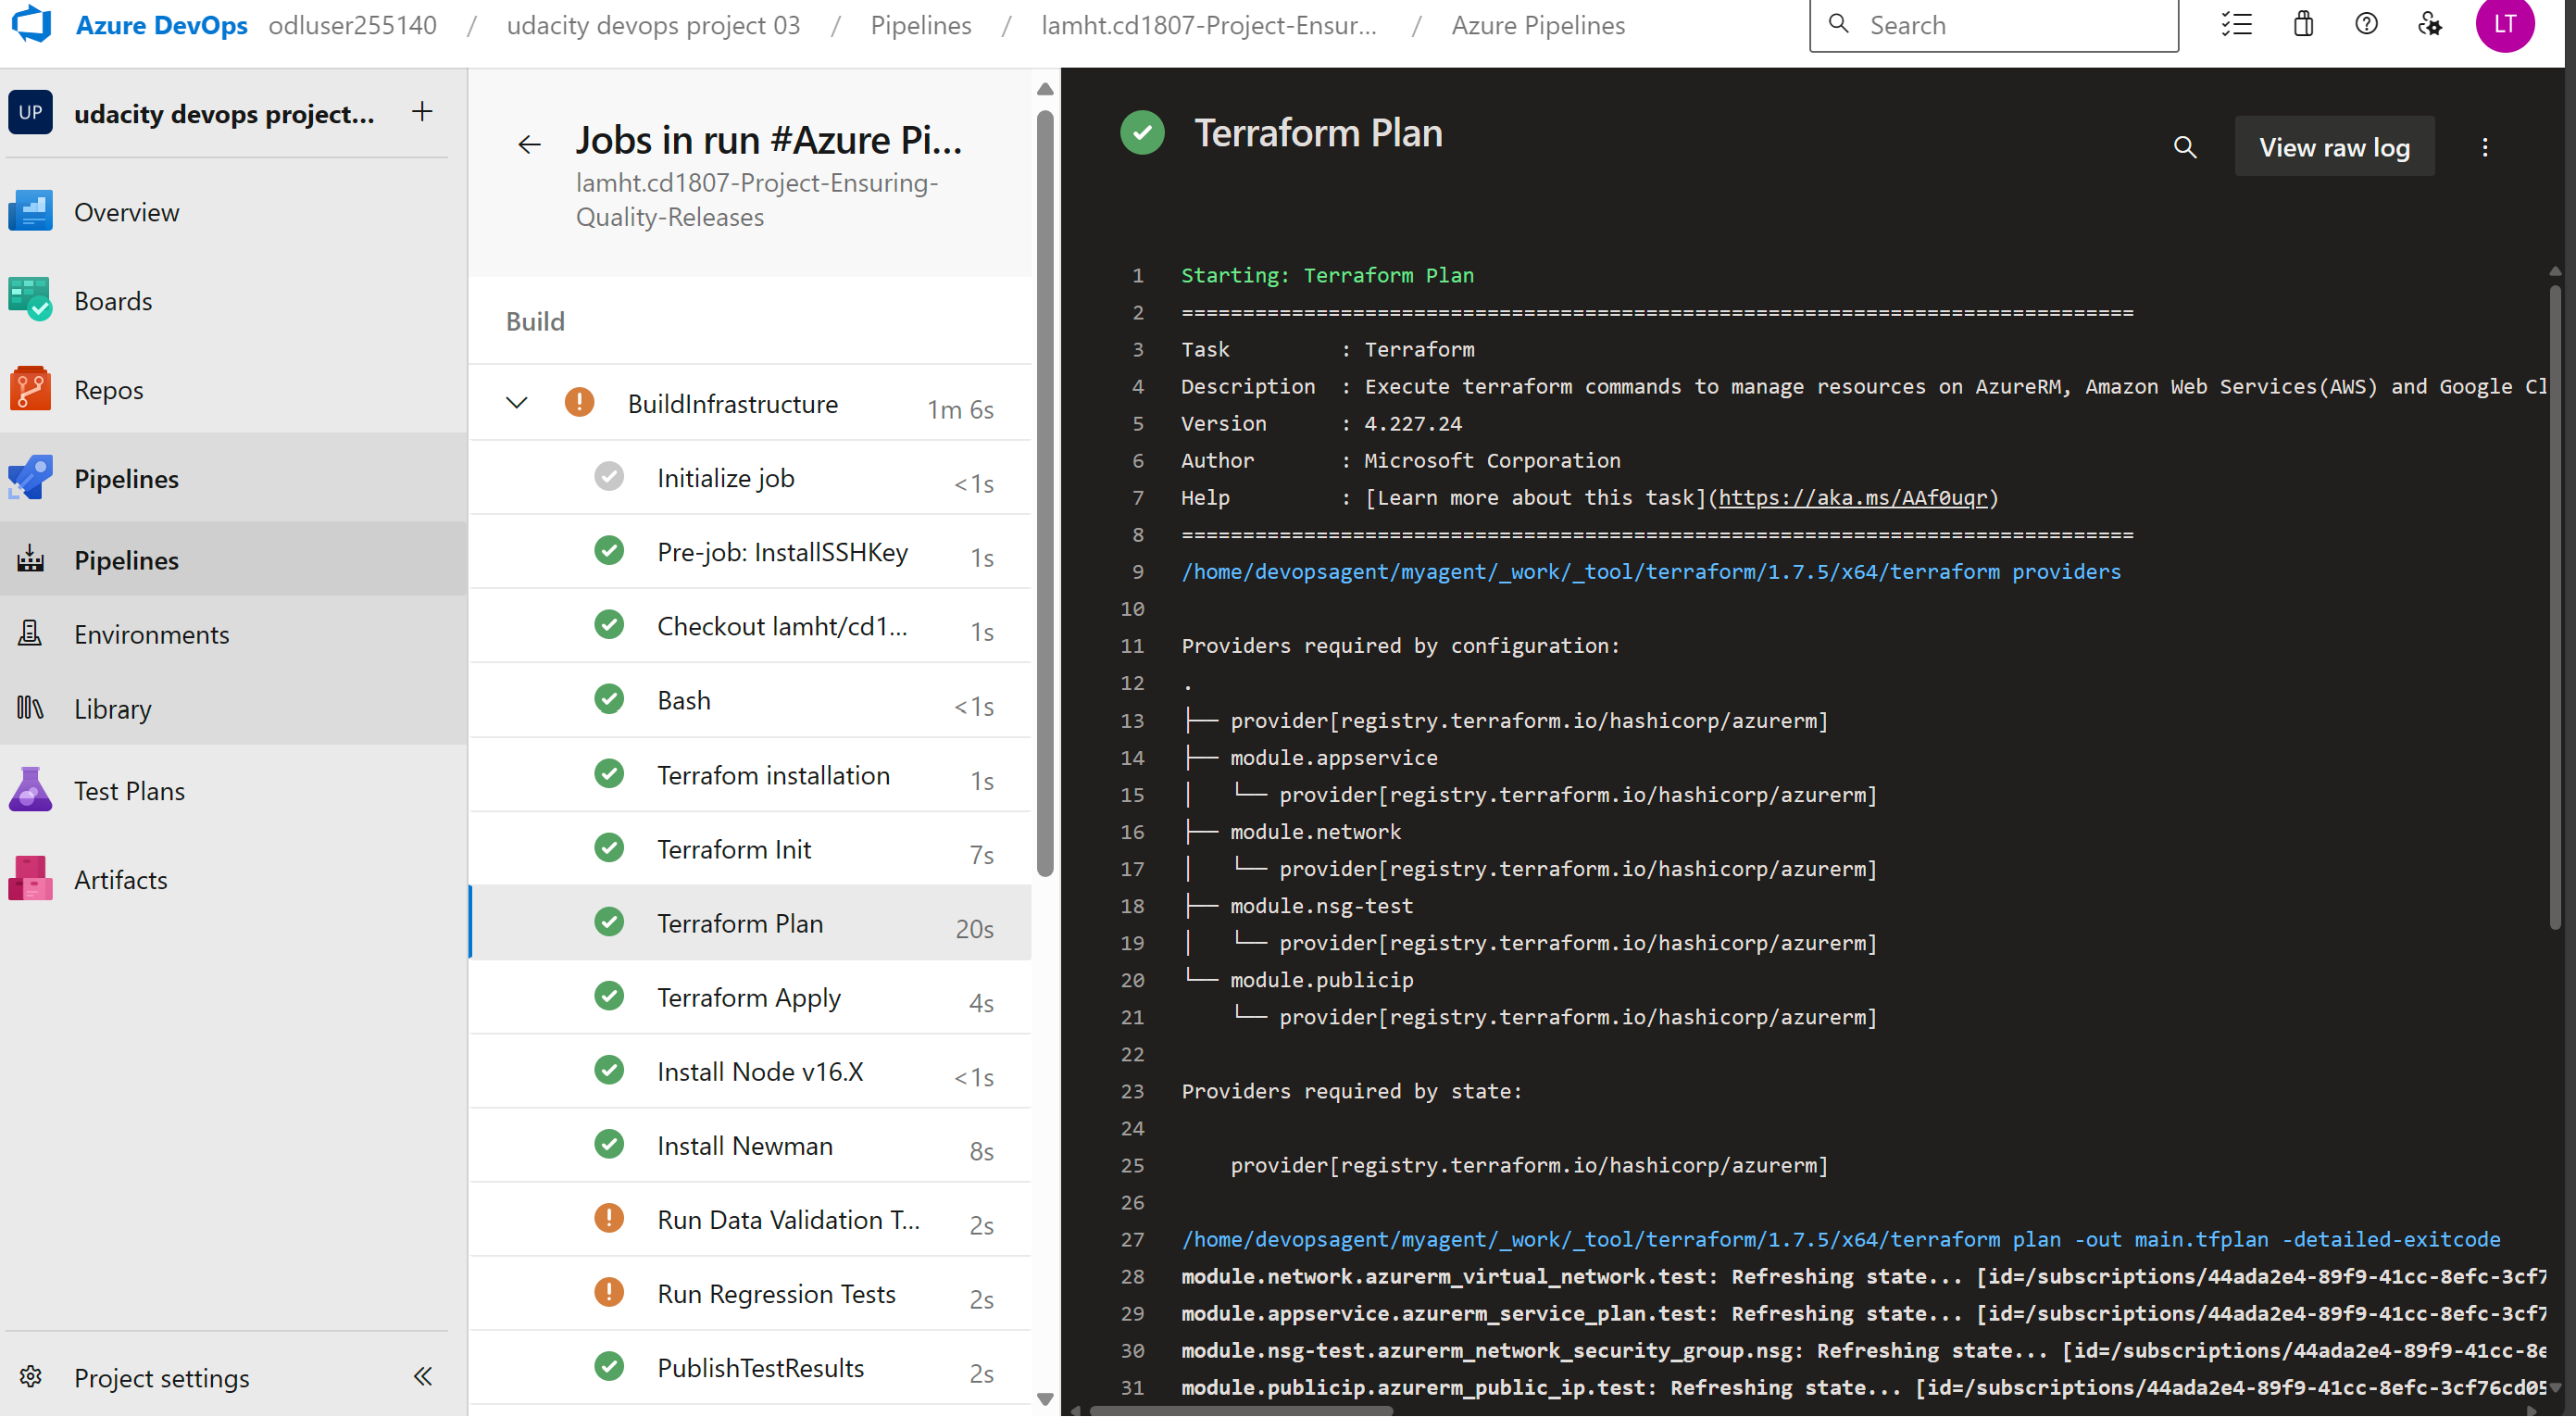 Azure DevOps odluser255140 / udacity devops project 03 / Pipelines / lamht.cd1807-Project-Ensur... / Azure Pipelines
Search
LT
UP udacity devops project... +
Overview
Boards
Repos
Pipelines
Pipelines
Environments
Library
Test Plans
Artifacts
Project settings
Jobs in run #Azure Pi...
lamht.cd1807-Project-Ensuring-
Quality-Releases
Build
BuildInfrastructure 1m 6s
Initialize job <1s
Pre-job: InstallSSHKey 1s
Checkout lamht/cd1... 1s
Bash <1s
Terrafom installation 1s
Terraform Init 7s
Terraform Plan 20s
Terraform Apply 4s
Install Node v16.X <1s
Install Newman 8s
Run Data Validation T... 2s
Run Regression Tests 2s
PublishTestResults 2s
Terraform Plan
View raw log
1 Starting: Terraform Plan
2 ==============================================================================
3 Task         : Terraform
4 Description  : Execute terraform commands to manage resources on AzureRM, Amazon Web Services(AWS) and Google Cl
5 Version      : 4.227.24
6 Author       : Microsoft Corporation
7 Help         : [Learn more about this task](https://aka.ms/AAf0uqr)
8 ==============================================================================
9 /home/devopsagent/myagent/_work/_tool/terraform/1.7.5/x64/terraform providers
10
11 Providers required by configuration:
12 .
13 ├── provider[registry.terraform.io/hashicorp/azurerm]
14 ├── module.appservice
15 │   └── provider[registry.terraform.io/hashicorp/azurerm]
16 ├── module.network
17 │   └── provider[registry.terraform.io/hashicorp/azurerm]
18 ├── module.nsg-test
19 │   └── provider[registry.terraform.io/hashicorp/azurerm]
20 └── module.publicip
21     └── provider[registry.terraform.io/hashicorp/azurerm]
22
23 Providers required by state:
24
25     provider[registry.terraform.io/hashicorp/azurerm]
26
27 /home/devopsagent/myagent/_work/_tool/terraform/1.7.5/x64/terraform plan -out main.tfplan -detailed-exitcode
28 module.network.azurerm_virtual_network.test: Refreshing state... [id=/subscriptions/44ada2e4-89f9-41cc-8efc-3cf7
29 module.appservice.azurerm_service_plan.test: Refreshing state... [id=/subscriptions/44ada2e4-89f9-41cc-8efc-3cf7
30 module.nsg-test.azurerm_network_security_group.nsg: Refreshing state... [id=/subscriptions/44ada2e4-89f9-41cc-8e
31 module.publicip.azurerm_public_ip.test: Refreshing state... [id=/subscriptions/44ada2e4-89f9-41cc-8efc-3cf76cd05